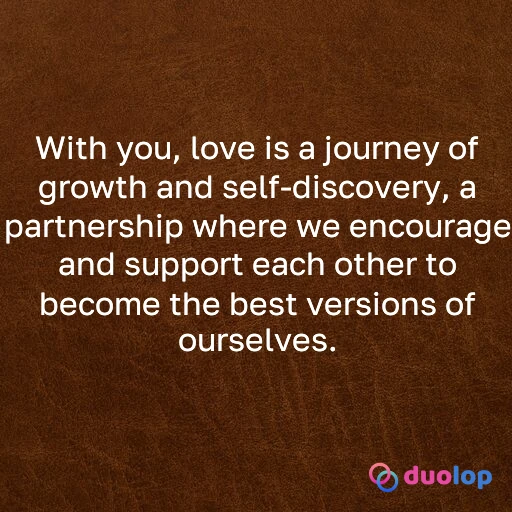 With you, love is a journey of
growth and self-discovery, a
partnership where we encourage
and support each other to
become the best versions of
ourselves.
duolop